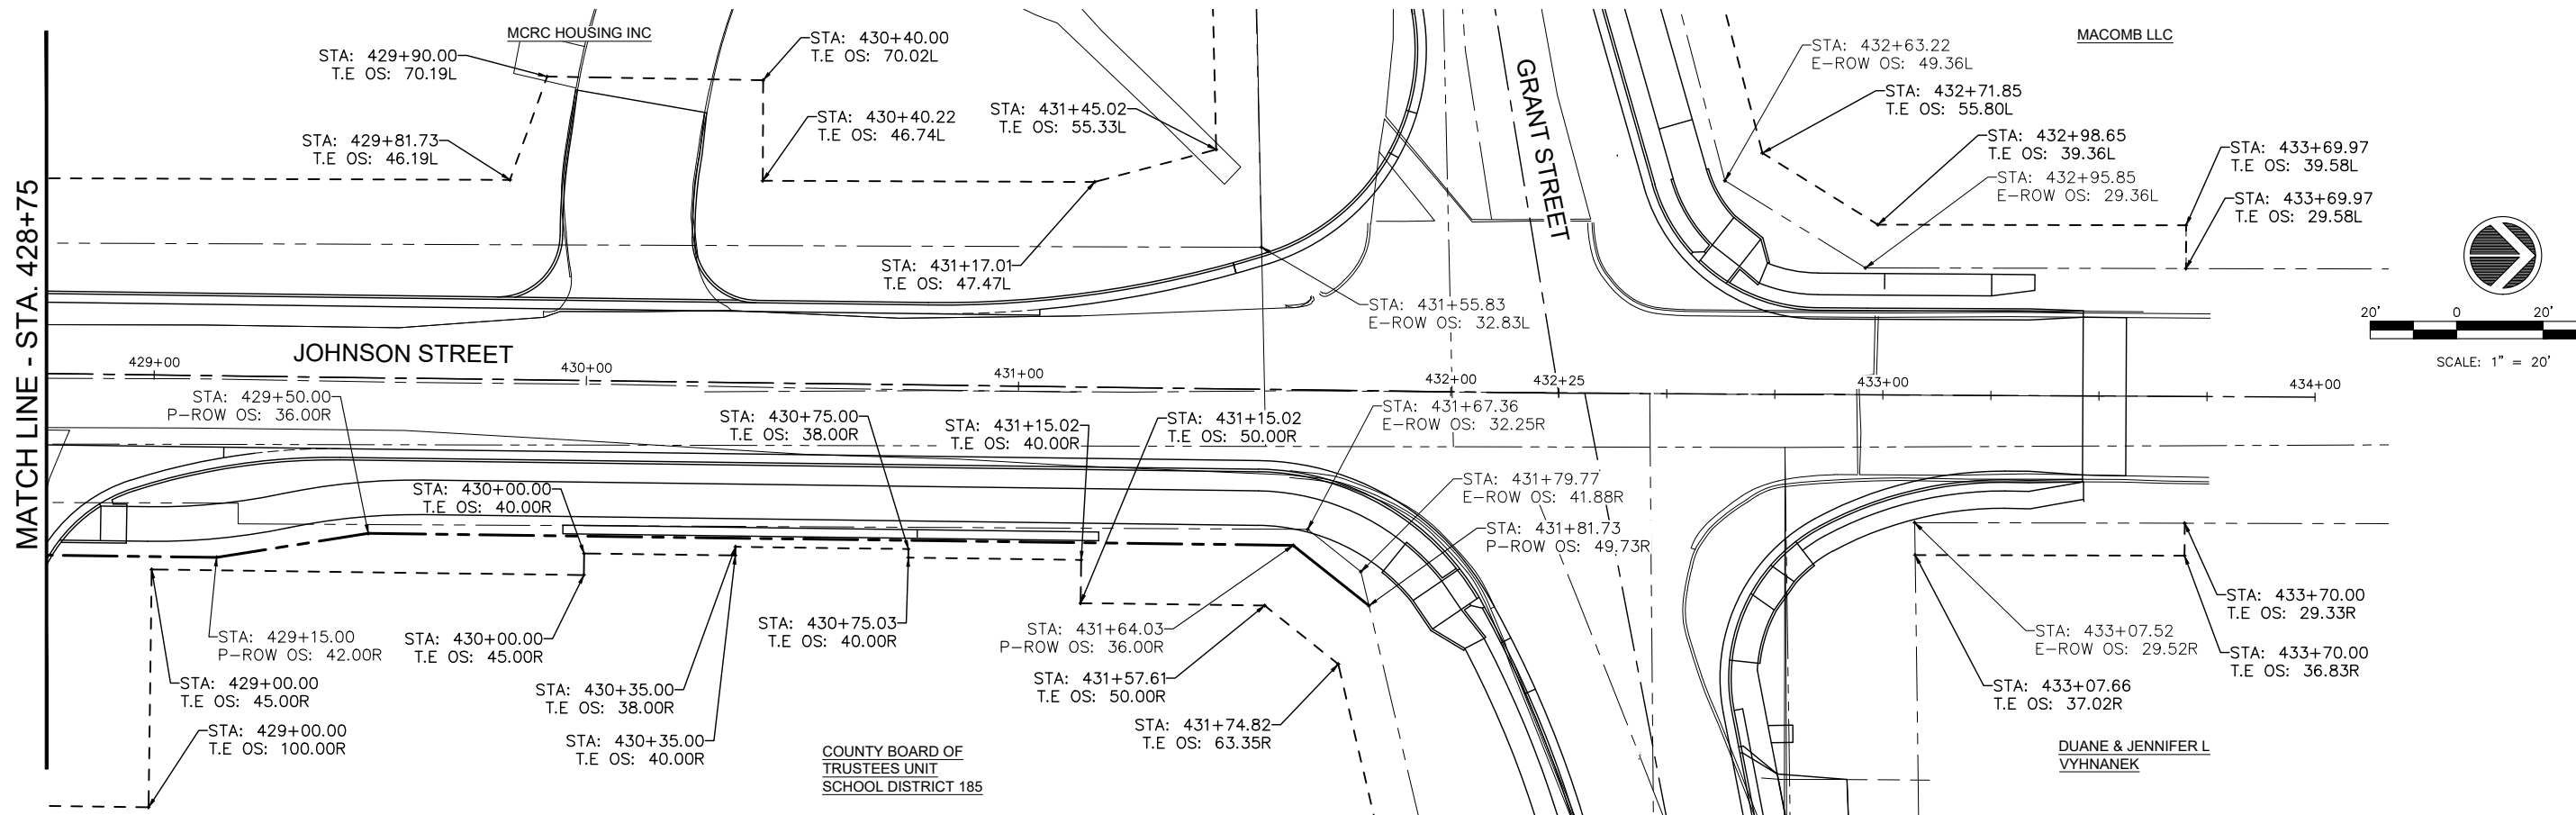 MATCH LINE - STA. 428+75
MCRC HOUSING INC
MACOMB LLC
STA: 429+90.00
T.E OS: 70.19L
STA: 430+40.00
T.E OS: 70.02L
STA: 429+81.73
T.E OS: 46.19L
STA: 430+40.22
T.E OS: 46.74L
STA: 431+45.02
T.E OS: 55.33L
STA: 431+17.01
T.E OS: 47.47L
STA: 431+55.83
E-ROW OS: 32.83L
GRANT STREET
STA: 432+63.22
E-ROW OS: 49.36L
STA: 432+71.85
T.E OS: 55.80L
STA: 432+98.65
T.E OS: 39.36L
STA: 432+95.85
E-ROW OS: 29.36L
STA: 433+69.97
T.E OS: 39.58L
STA: 433+69.97
T.E OS: 29.58L
20' 0 20'
SCALE: 1" = 20'
JOHNSON STREET
429+00
430+00
431+00
432+00
432+25
433+00
434+00
STA: 429+50.00
P-ROW OS: 36.00R
STA: 430+00.00
T.E OS: 40.00R
STA: 430+75.00
T.E OS: 38.00R
STA: 431+15.02
T.E OS: 40.00R
STA: 431+15.02
T.E OS: 50.00R
STA: 431+67.36
E-ROW OS: 32.25R
STA: 431+79.77
E-ROW OS: 41.88R
STA: 431+81.73
P-ROW OS: 49.73R
STA: 429+15.00
P-ROW OS: 42.00R
STA: 429+00.00
T.E OS: 45.00R
STA: 429+00.00
T.E OS: 100.00R
STA: 430+00.00
T.E OS: 45.00R
STA: 430+35.00
T.E OS: 38.00R
STA: 430+35.00
T.E OS: 40.00R
STA: 430+75.03
T.E OS: 40.00R
STA: 431+64.03
P-ROW OS: 36.00R
STA: 431+57.61
T.E OS: 50.00R
STA: 431+74.82
T.E OS: 63.35R
COUNTY BOARD OF
TRUSTEES UNIT
SCHOOL DISTRICT 185
STA: 433+70.00
T.E OS: 29.33R
STA: 433+07.52
E-ROW OS: 29.52R
STA: 433+70.00
T.E OS: 36.83R
STA: 433+07.66
T.E OS: 37.02R
DUANE & JENNIFER L
VYHNANEK